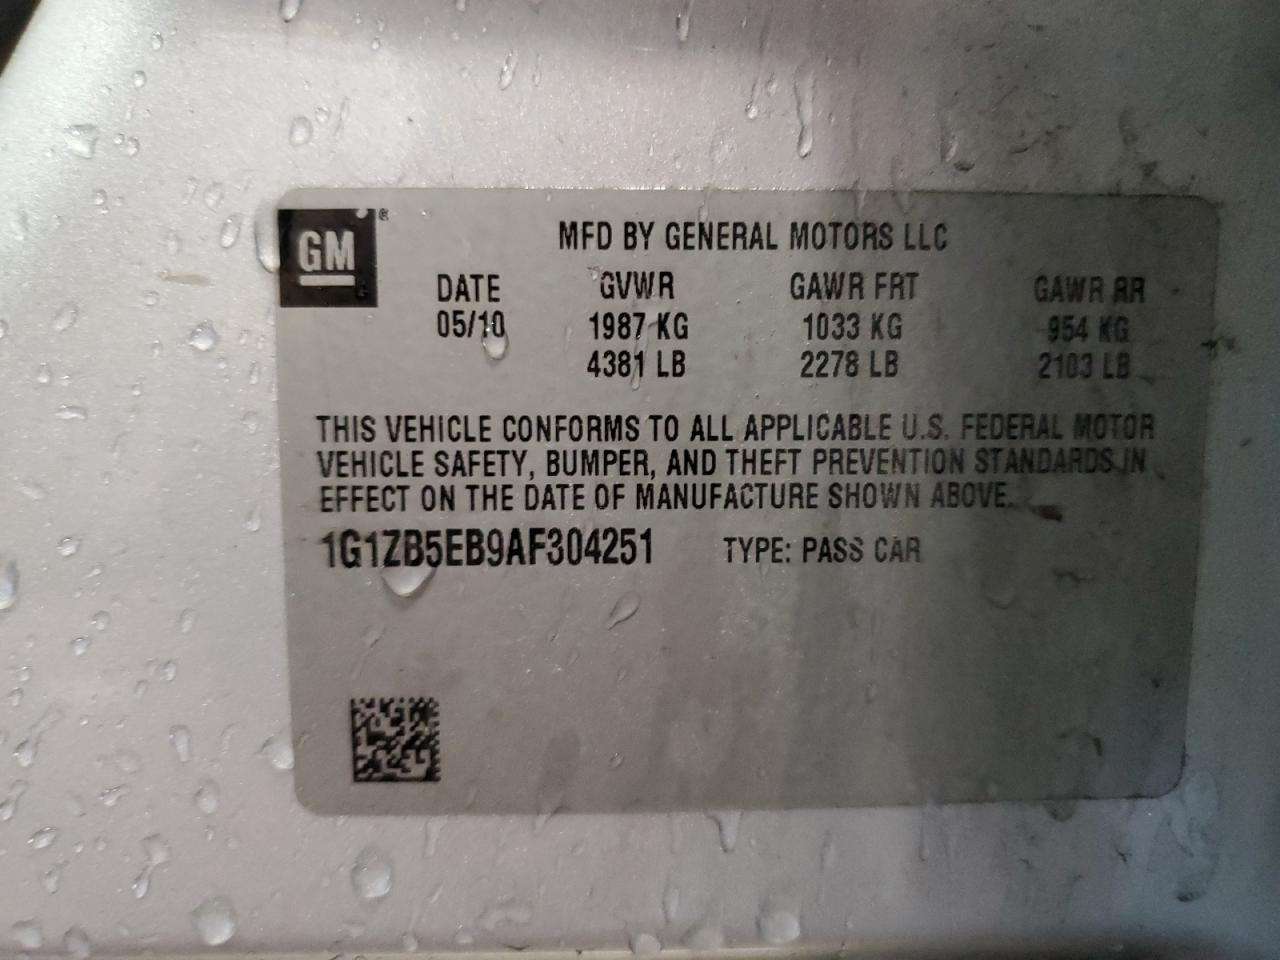 GM ®
MFD BY GENERAL MOTORS LLC
DATE GVWR GAWR FRT GAWR RR
05/10 1987 KG 1033 KG 954 KG
4381 LB 2278 LB 2103 LB
THIS VEHICLE CONFORMS TO ALL APPLICABLE U.S. FEDERAL MOTOR
VEHICLE SAFETY, BUMPER, AND THEFT PREVENTION STANDARDS IN
EFFECT ON THE DATE OF MANUFACTURE SHOWN ABOVE.
1G1ZB5EB9AF304251 TYPE: PASS CAR